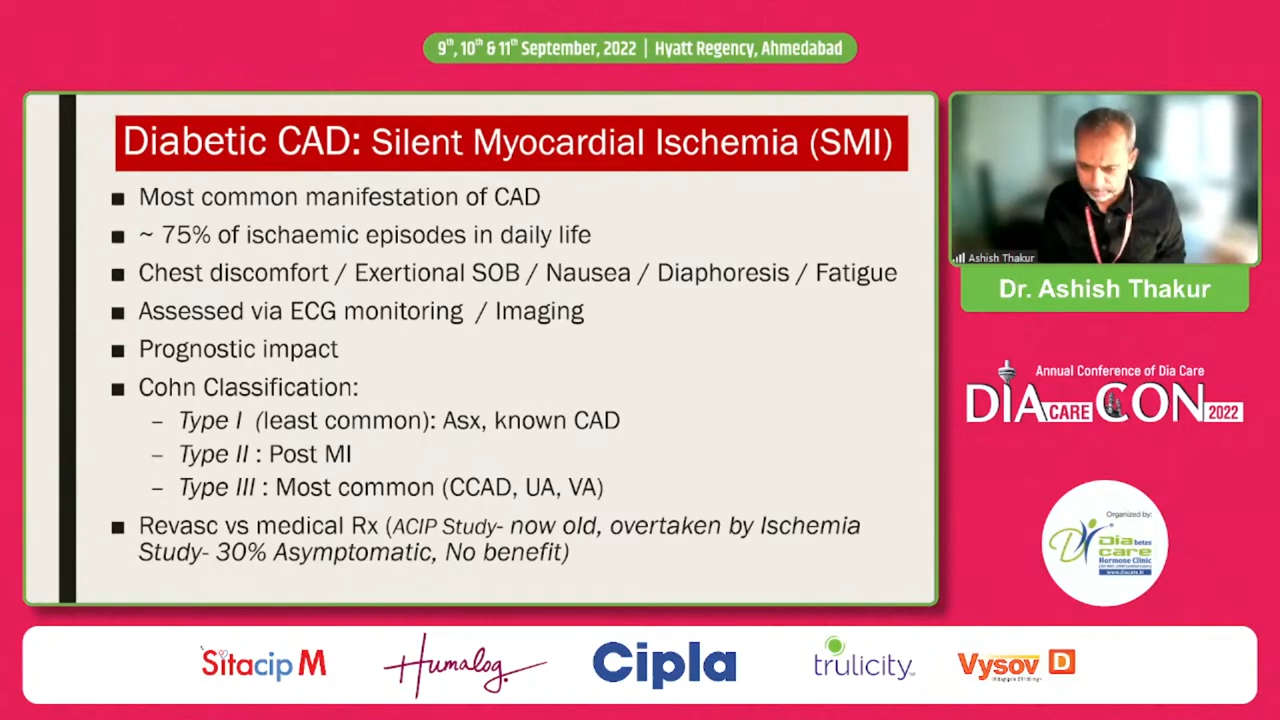 9th, 10th & 11th September, 2022 | Hyatt Regency, Ahmedabad
Diabetic CAD: Silent Myocardial Ischemia (SMI)
■ Most common manifestation of CAD
■ ~ 75% of ischaemic episodes in daily life
■ Chest discomfort / Exertional SOB / Nausea / Diaphoresis / Fatigue
■ Assessed via ECG monitoring / Imaging
■ Prognostic impact
■ Cohn Classification:
– Type I (least common): Asx, known CAD
– Type II : Post MI
– Type III : Most common (CCAD, UA, VA)
■ Revasc vs medical Rx (ACIP Study- now old, overtaken by Ischemia
Study- 30% Asymptomatic, No benefit)
Ashish Thakur
Dr. Ashish Thakur
Annual Conference of Dia Care
DIA CARE CON 2022
Organized by:
Diabetes
care
Hormone Clinic
www.diacare.in
Sitacip M
Humalog
Cipla
trulicity
Vysov D